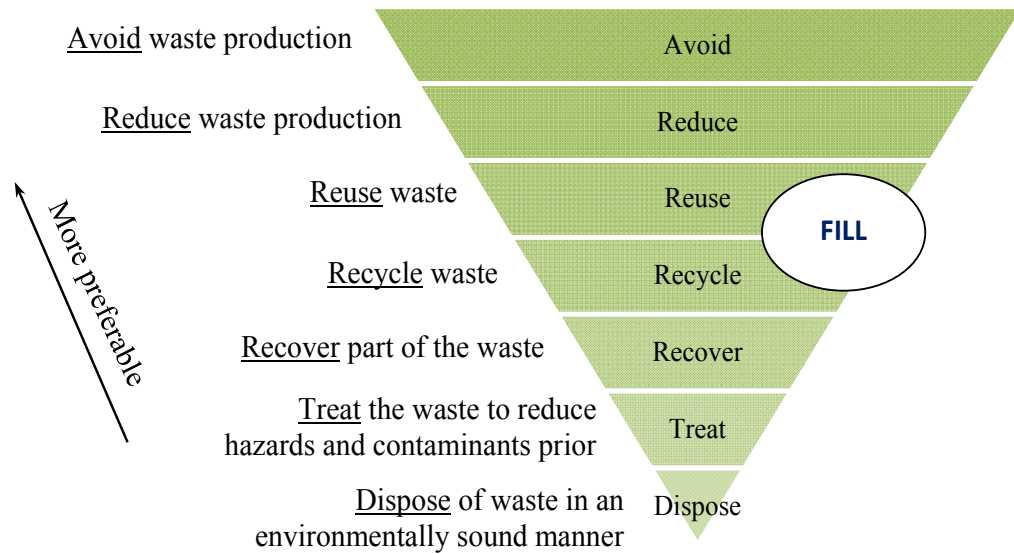 Avoid waste production
Avoid
Reduce waste production
Reduce
Reuse waste
Reuse
FILL
More preferable
Recycle waste
Recycle
Recover part of the waste
Recover
Treat the waste to reduce
hazards and contaminants prior
Treat
Dispose of waste in an
environmentally sound manner
Dispose